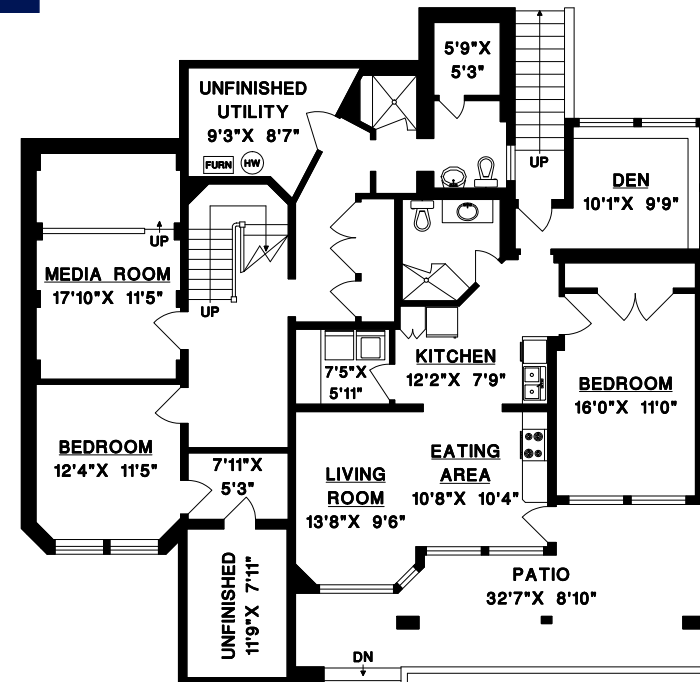 5'9"X
5'3"
UNFINISHED
UTILITY
9'3"X 8'7"
FURN
HW
UP
DEN
10'1"X 9'9"
UP
MEDIA ROOM
17'10"X 11'5"
UP
KITCHEN
12'2"X 7'9"
7'5"X
5'11"
BEDROOM
16'0"X 11'0"
BEDROOM
12'4"X 11'5"
7'11"X
5'3"
LIVING
ROOM
13'8"X 9'6"
EATING
AREA
10'8"X 10'4"
UNFINISHED
11'9"X 7'11"
PATIO
32'7"X 8'10"
DN